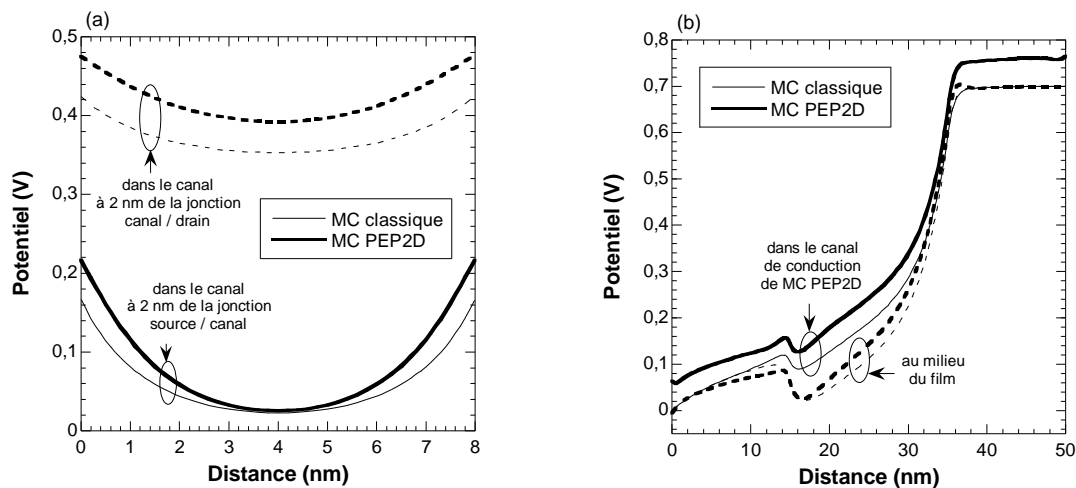 (a)
0,5
0,4
0,3
0,2
0,1
0
Potentiel (V)
dans le canal
à 2 nm de la jonction
canal / drain
MC classique
MC PEP2D
dans le canal
à 2 nm de la jonction
source / canal
0 1 2 3 4 5 6 7 8
Distance (nm)
(b)
0,8
0,7
0,6
0,5
0,4
0,3
0,2
0,1
0
Potentiel (V)
MC classique
MC PEP2D
dans le canal
de conduction
de MC PEP2D
au milieu
du film
0 10 20 30 40 50
Distance (nm)